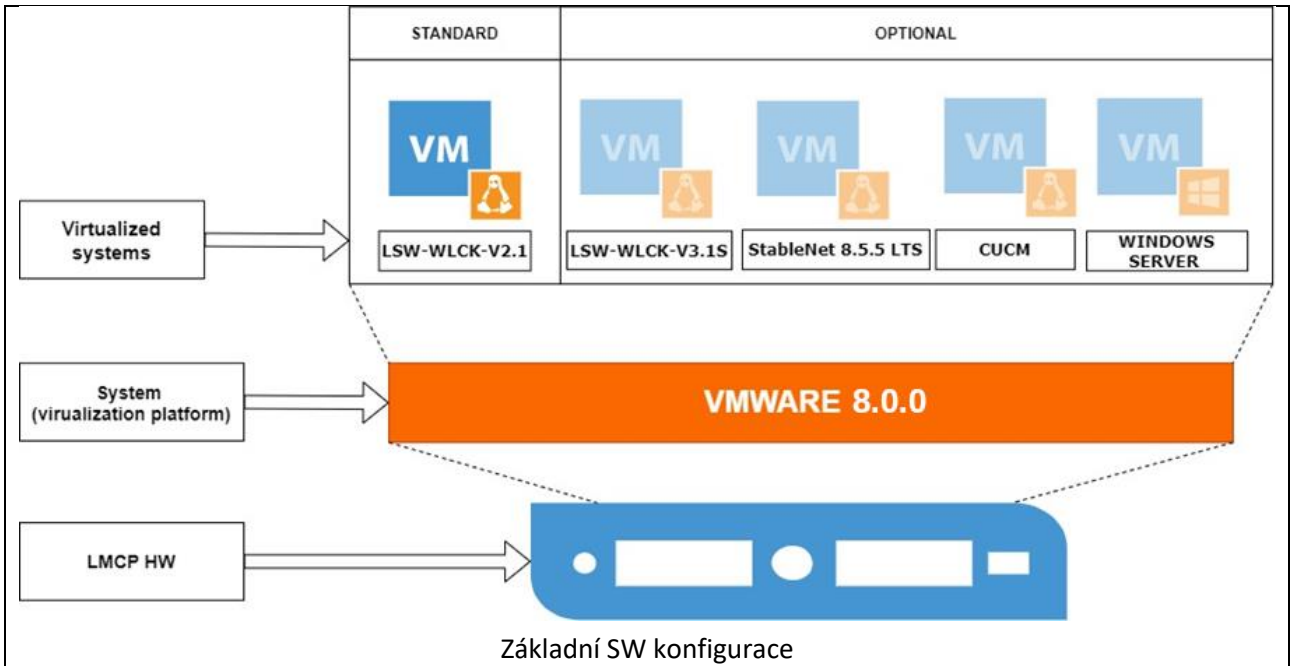 STANDARD
OPTIONAL
VM
VM
VM
VM
VM
Virtualized
systems
LSW-WLCK-V2.1
LSW-WLCK-V3.1S
StableNet 8.5.5 LTS
CUCM
WINDOWS
SERVER
System
(virualization platform)
VMWARE 8.0.0
LMCP HW
Základní SW konfigurace